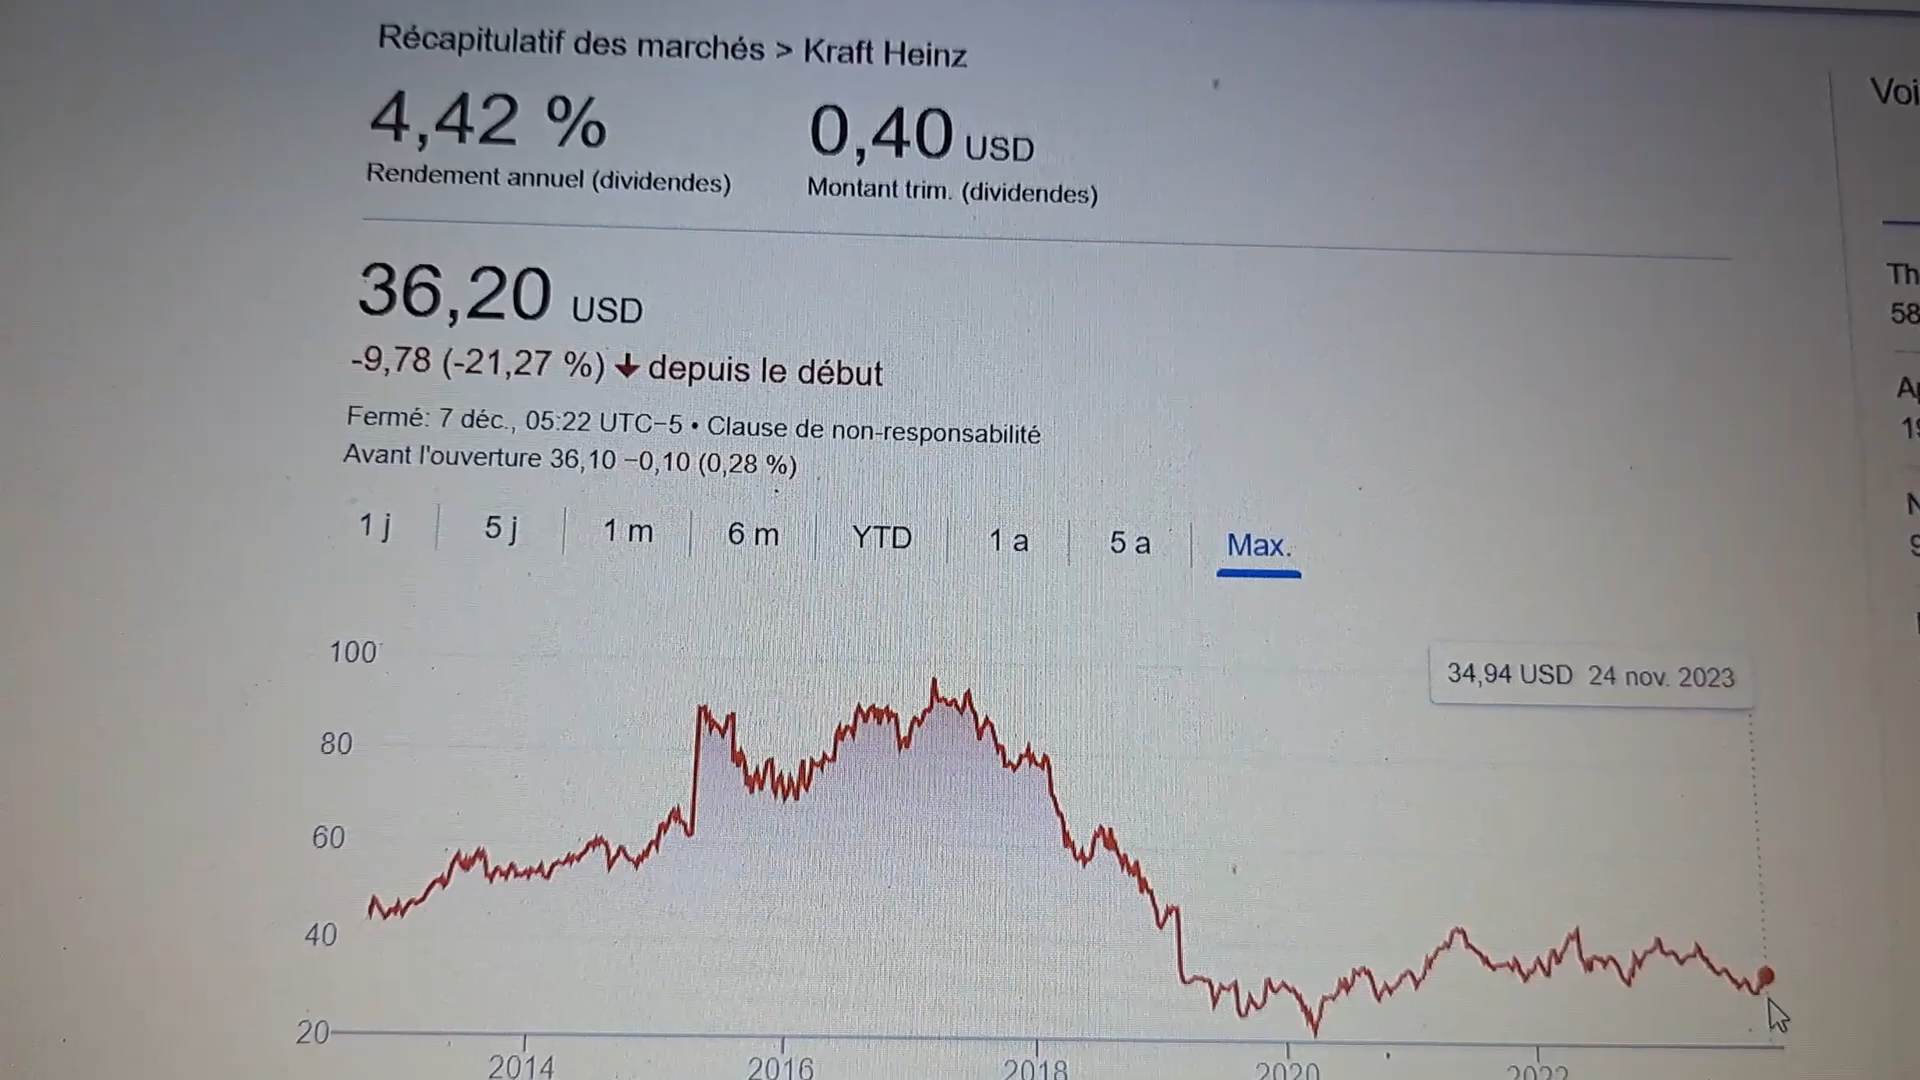 Récapitulatif des marchés > Kraft Heinz
4,42 %
0,40 USD
Rendement annuel (dividendes)
Montant trim. (dividendes)
36,20 USD
-9,78 (-21,27 %) ↓ depuis le début
Fermé: 7 déc., 05:22 UTC−5 • Clause de non-responsabilité
Avant l'ouverture 36,10 −0,10 (0,28 %)
1 j
5 j
1 m
6 m
YTD
1 a
5 a
Max.
34,94 USD 24 nov. 2023
100
80
60
40
20
2014
2016
2018
2020
2022
Voi
Th
58